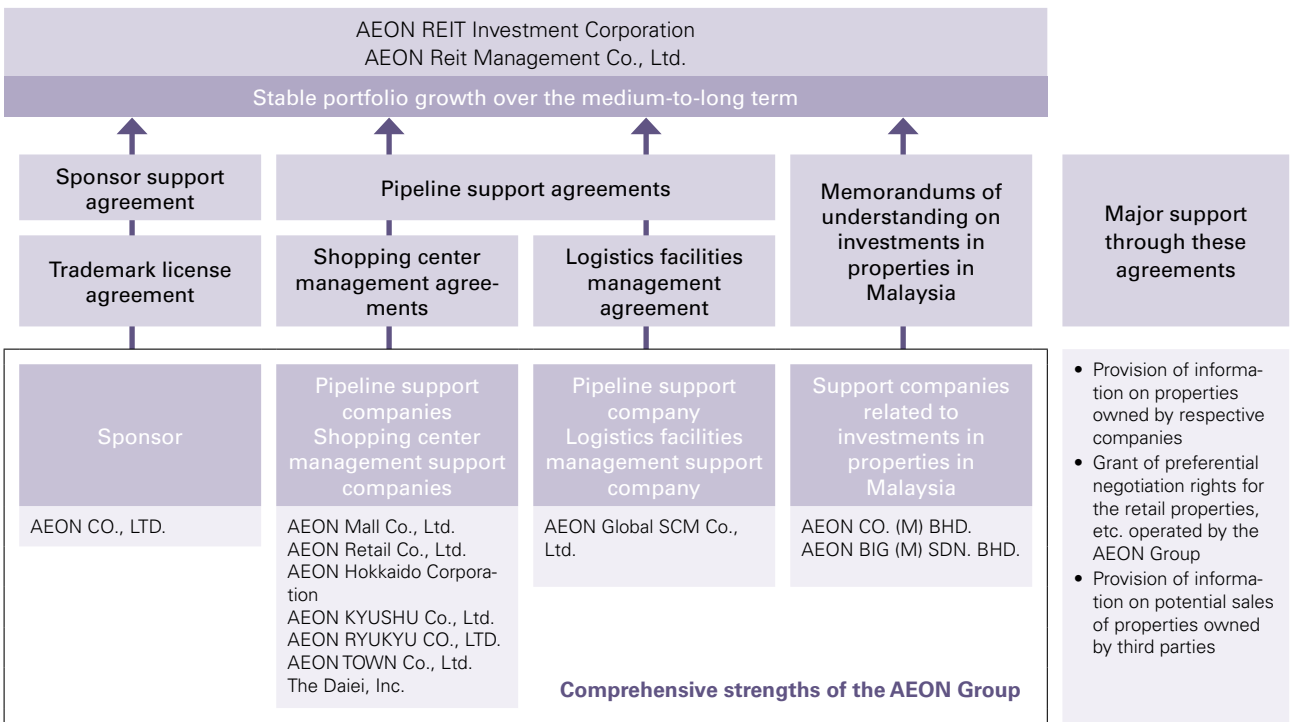 AEON REIT Investment Corporation
AEON Reit Management Co., Ltd.
Stable portfolio growth over the medium-to-long term
Sponsor support
agreement
Trademark license
agreement
Pipeline support agreements
Shopping center
management agree-
ments
Logistics facilities
management
agreement
Memorandums of
understanding on
investments in
properties in
Malaysia
Major support
through these
agreements
Sponsor
AEON CO., LTD.
Pipeline support
companies
Shopping center
management support
companies
AEON Mall Co., Ltd.
AEON Retail Co., Ltd.
AEON Hokkaido Corpora-
tion
AEON KYUSHU Co., Ltd.
AEON RYUKYU CO., LTD.
AEON TOWN Co., Ltd.
The Daiei, Inc.
Pipeline support
company
Logistics facilities
management support
company
AEON Global SCM Co.,
Ltd.
Support companies
related to
investments in
properties in
Malaysia
AEON CO. (M) BHD.
AEON BIG (M) SDN. BHD.
Comprehensive strengths of the AEON Group
• Provision of informa-
tion on properties
owned by respective
companies
• Grant of preferential
negotiation rights for
the retail properties,
etc. operated by the
AEON Group
• Provision of informa-
tion on potential sales
of properties owned
by third parties